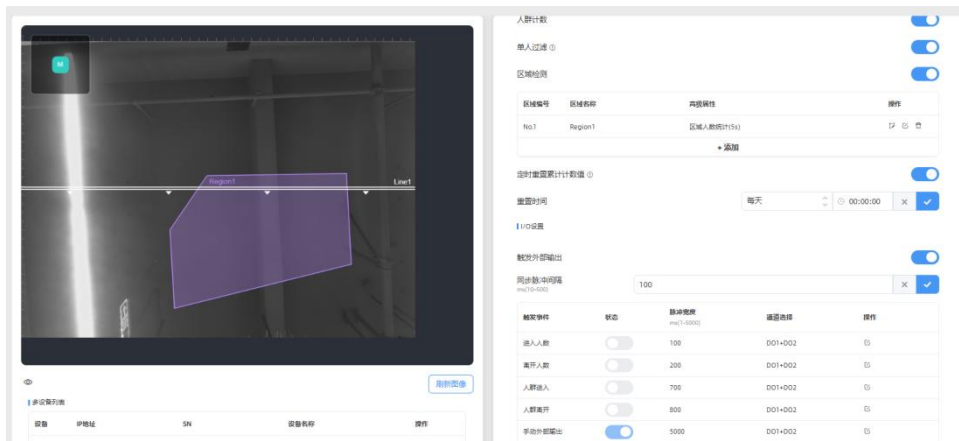 M
Region1
Line1
刷新图像
多设备列表
设备 IP地址 SN 设备名称 操作
人群计数
单人过滤
区域检测
区域编号 区域名称 高级属性 操作
No.1 Region1 区域人数统计(5s)
+ 添加
定时重置累计计数值
重置时间 每天 00:00:00
I/O设置
触发外部输出
同步脉冲间隔 100
ms(10~500)
触发事件 状态 脉冲宽度 通道选择 操作
ms(1~5000)
进入人数 100 DO1+DO2
离开人数 200 DO1+DO2
人群进入 700 DO1+DO2
人群离开 800 DO1+DO2
手动外部输出 5000 DO1+DO2